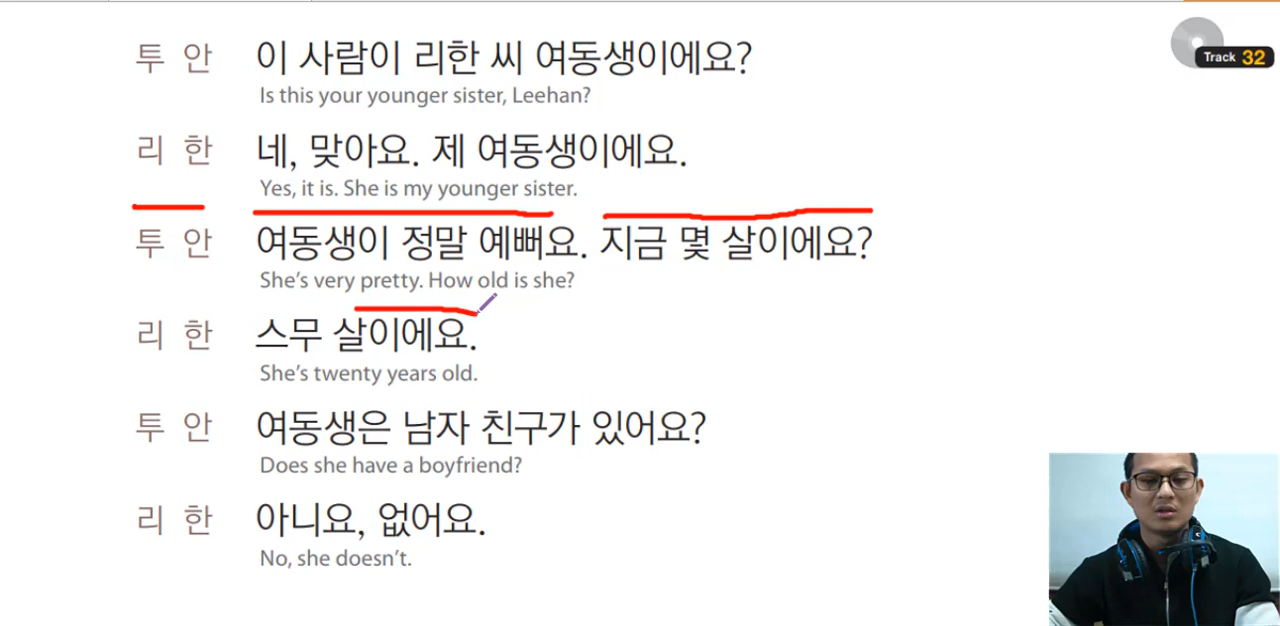 Track 32
투 안 이 사람이 리한 씨 여동생이에요?
Is this your younger sister, Leehan?
리 한 네, 맞아요. 제 여동생이에요.
Yes, it is. She is my younger sister.
투 안 여동생이 정말 예뻐요. 지금 몇 살이에요?
She's very pretty. How old is she?
리 한 스무 살이에요.
She's twenty years old.
투 안 여동생은 남자 친구가 있어요?
Does she have a boyfriend?
리 한 아니요, 없어요.
No, she doesn't.